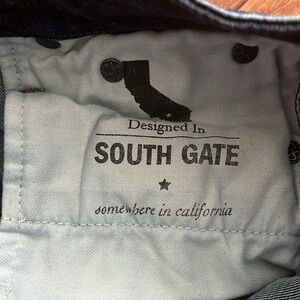 Designed In
SOUTH GATE
somewhere in california